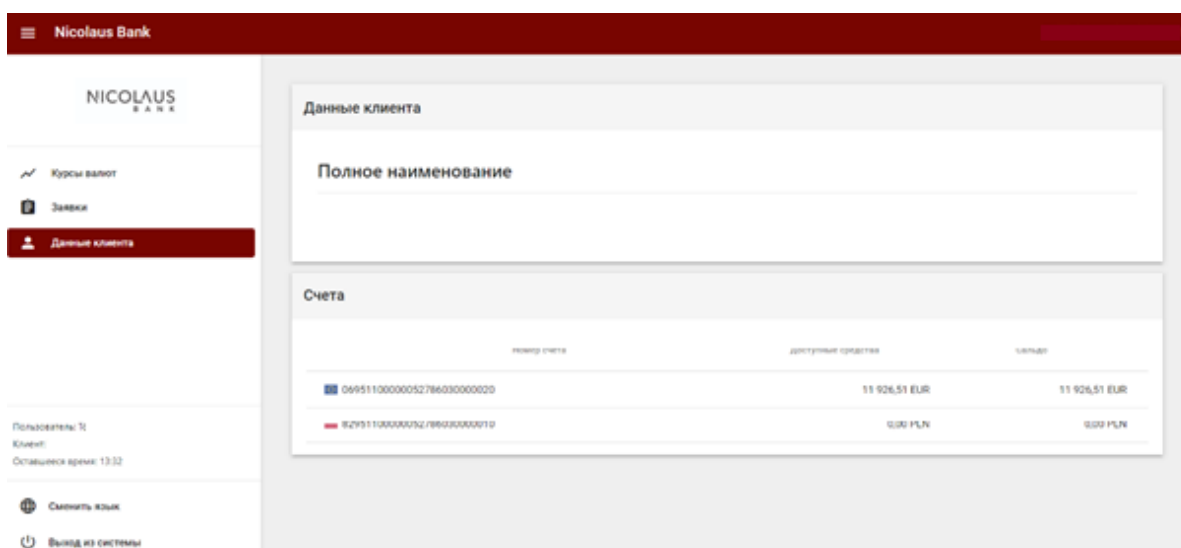 Nicolaus Bank
NICOLAUS
BANK
Курсы валют
Заявки
Данные клиента
Пользователь:
Клиент:
Оставшееся время: 13:32
Сменить язык
Выход из системы
Данные клиента
Полное наименование
Счета
Номер счета Доступные средства Сальдо
06951100000052786030000020 11 926,51 EUR 11 926,51 EUR
82951100000052786030000010 0,00 PLN 0,00 PLN